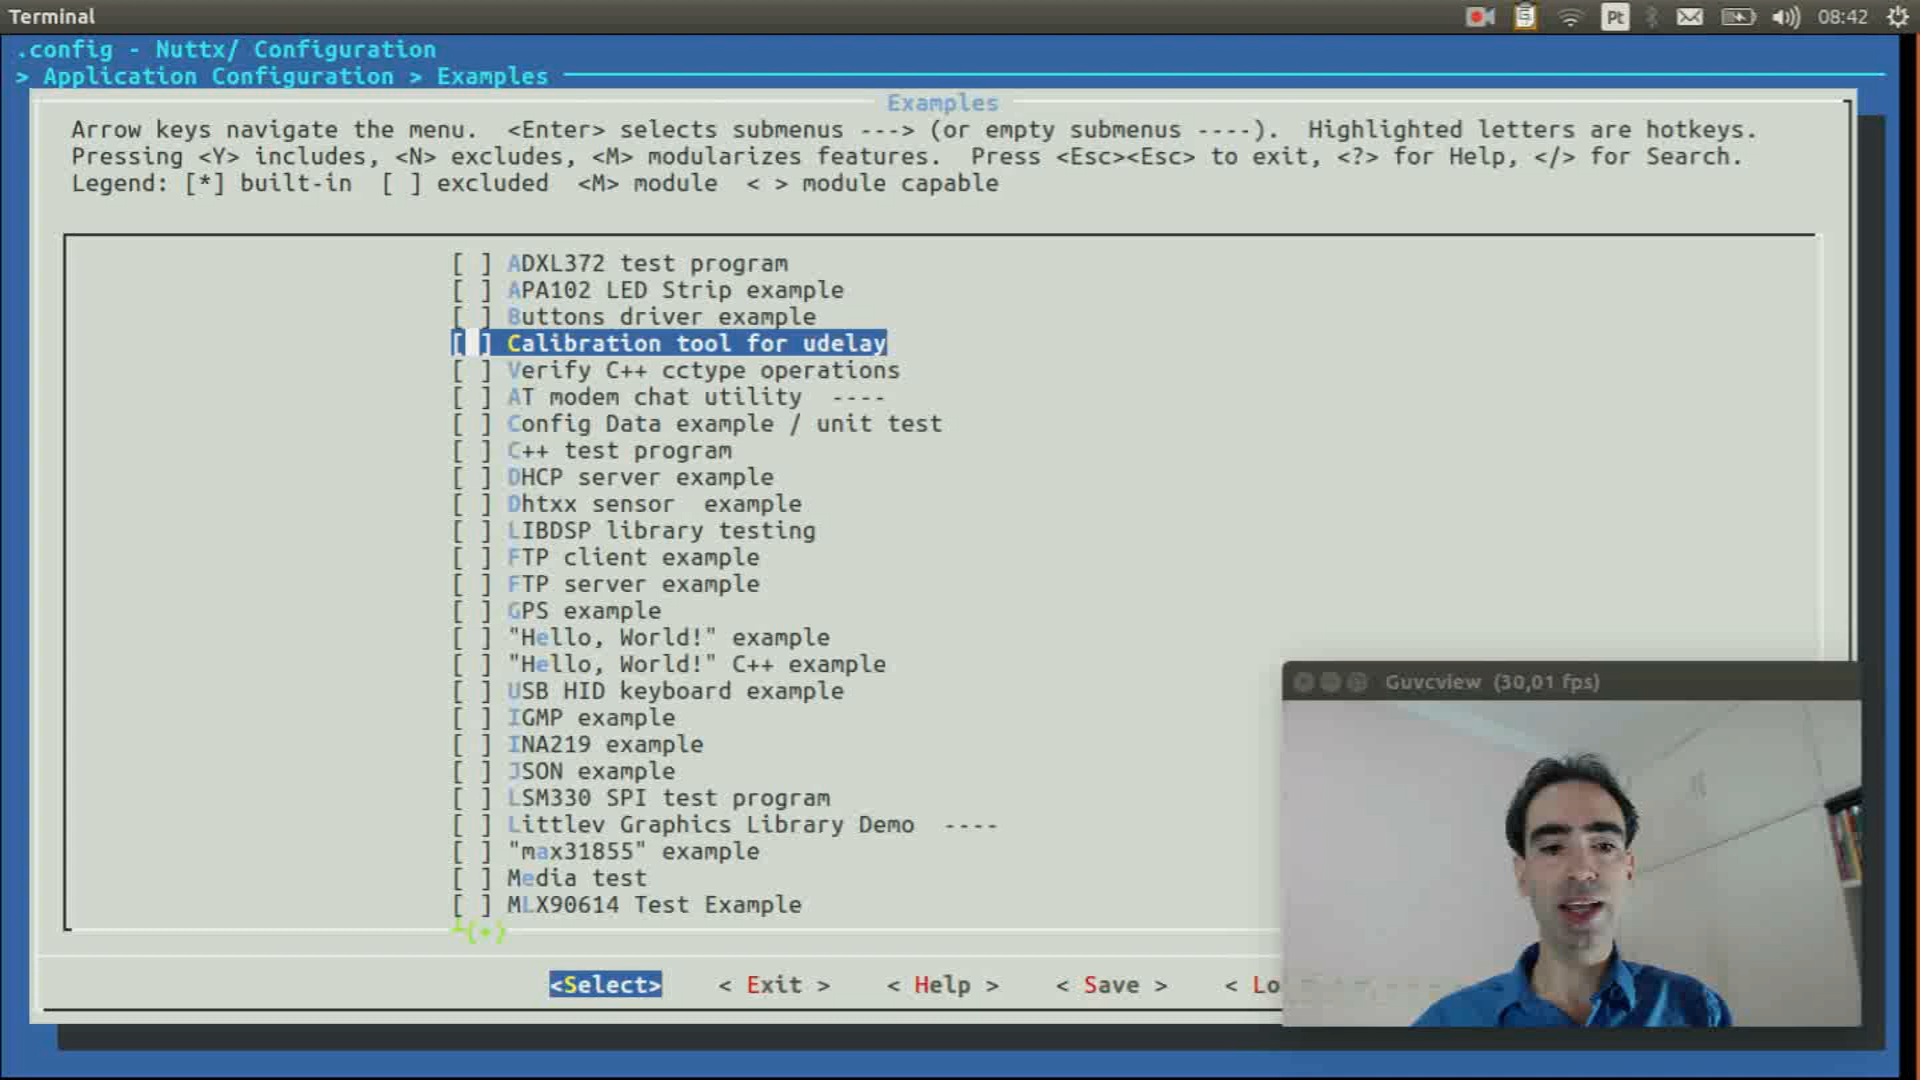 Terminal
Pt
08:42
.config - Nuttx/ Configuration
> Application Configuration > Examples
Examples
Arrow keys navigate the menu.  <Enter> selects submenus ---> (or empty submenus ----).  Highlighted letters are hotkeys.
Pressing <Y> includes, <N> excludes, <M> modularizes features.  Press <Esc><Esc> to exit, <?> for Help, </> for Search.
Legend: [*] built-in  [ ] excluded  <M> module  < > module capable
[ ] ADXL372 test program
[ ] APA102 LED Strip example
[ ] Buttons driver example
[ ] Calibration tool for udelay
[ ] Verify C++ cctype operations
[ ] AT modem chat utility  ----
[ ] Config Data example / unit test
[ ] C++ test program
[ ] DHCP server example
[ ] Dhtxx sensor  example
[ ] LIBDSP library testing
[ ] FTP client example
[ ] FTP server example
[ ] GPS example
[ ] "Hello, World!" example
[ ] "Hello, World!" C++ example
[ ] USB HID keyboard example
[ ] IGMP example
[ ] INA219 example
[ ] JSON example
[ ] LSM330 SPI test program
[ ] Littlev Graphics Library Demo  ----
[ ] "max31855" example
[ ] Media test
[ ] MLX90614 Test Example
(+)
<Select>    < Exit >    < Help >    < Save >    < Lo
Guvcview  (30,01 fps)